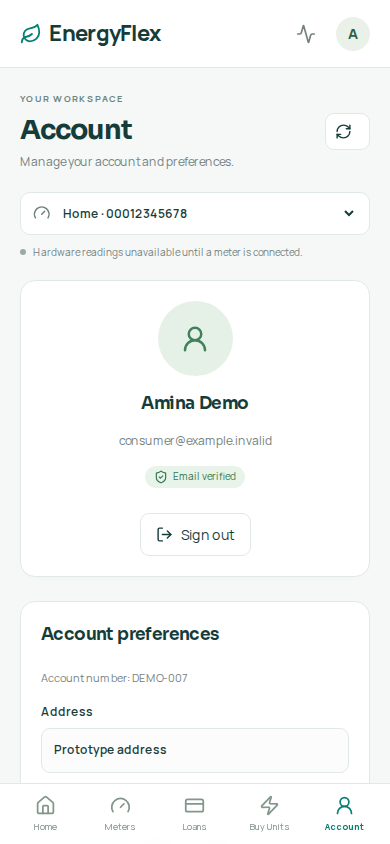 EnergyFlex
A
YOUR WORKSPACE
Account
Manage your account and preferences.
Home · 00012345678
Hardware readings unavailable until a meter is connected.
Amina Demo
consumer@example.invalid
Email verified
Sign out
Account preferences
Account number: DEMO-007
Address
Prototype address
Home Meters Loans Buy Units Account